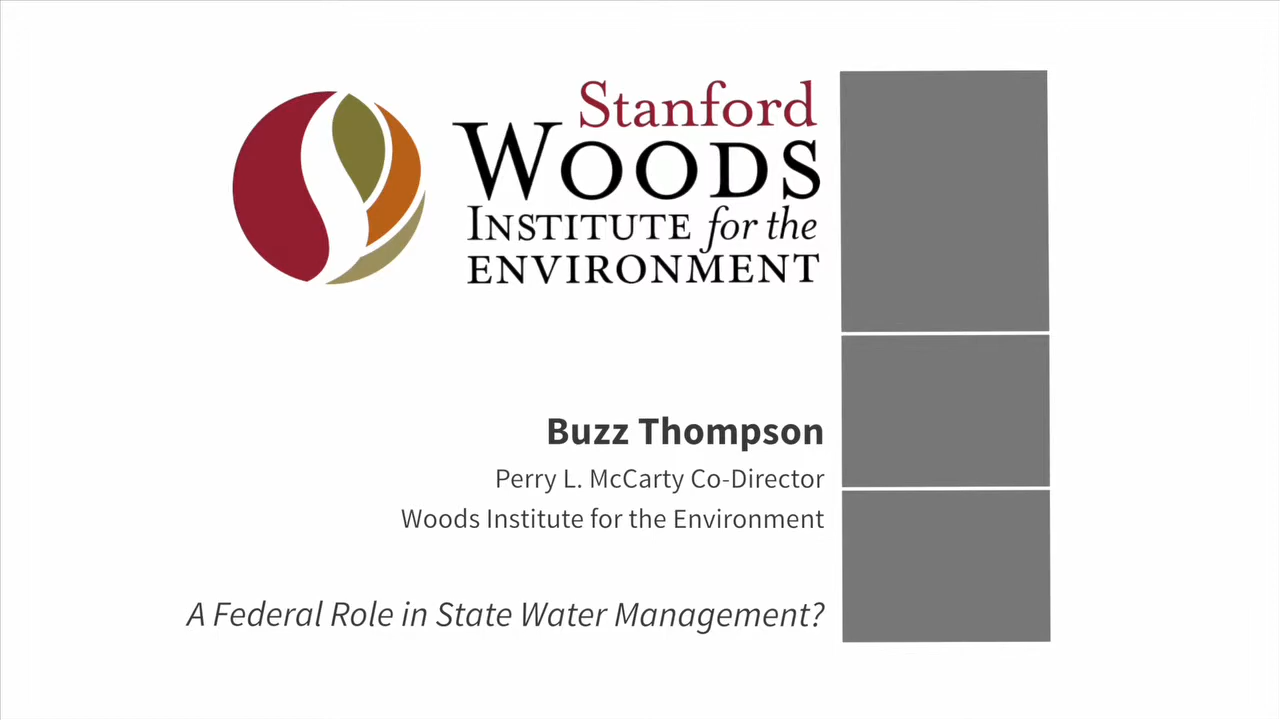 Stanford
WOODS
INSTITUTE for the
ENVIRONMENT
Buzz Thompson
Perry L. McCarty Co-Director
Woods Institute for the Environment
A Federal Role in State Water Management?